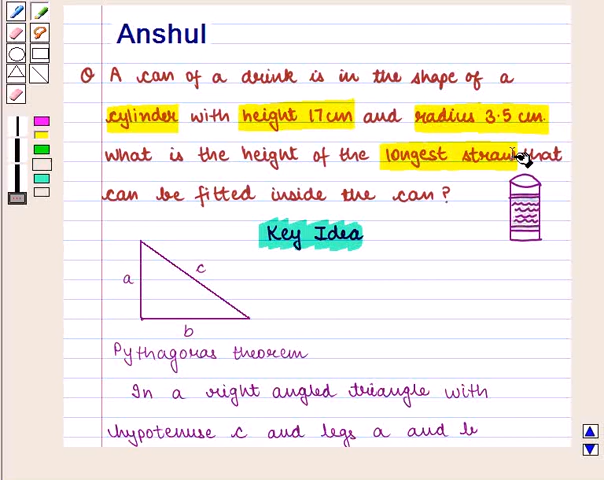 Anshul
Q A can of a drink is in the shape of a
cylinder with height 17cm and radius 3.5 cm.
What is the height of the longest straw that
can be fitted inside the can?
Key Idea
a
c
b
Pythagoras theorem
In a right angled triangle with
hypotenuse c and legs a and b